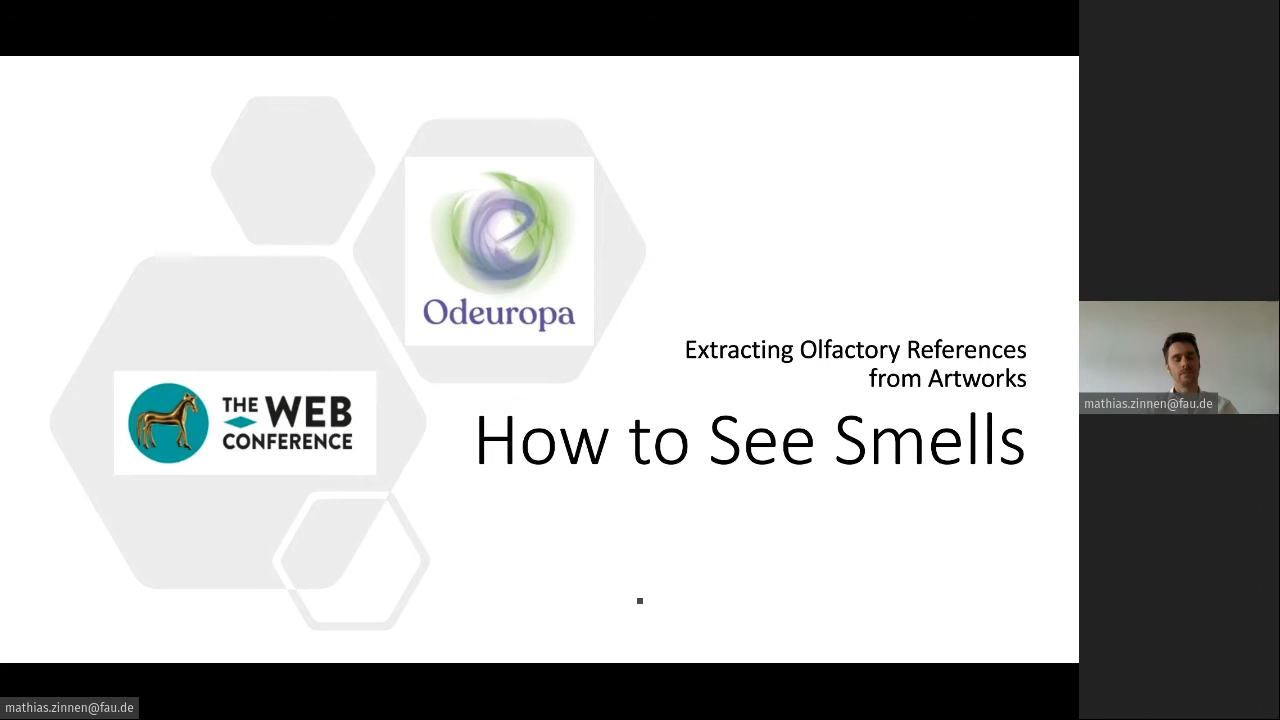 Odeuropa
THE WEB
CONFERENCE
Extracting Olfactory References
from Artworks
How to See Smells
mathias.zinnen@fau.de
mathias.zinnen@fau.de